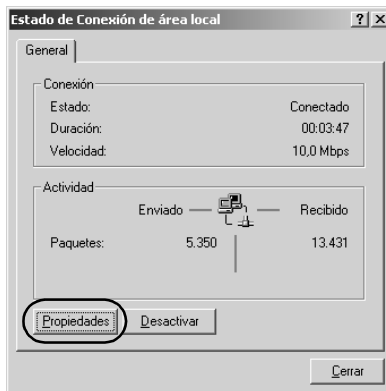 Estado de Conexión de área local
General
Conexión
Estado: Conectado
Duración: 00:03:47
Velocidad: 10,0 Mbps
Actividad
Enviado Recibido
Paquetes: 5.350 13.431
Propiedades Desactivar
Cerrar